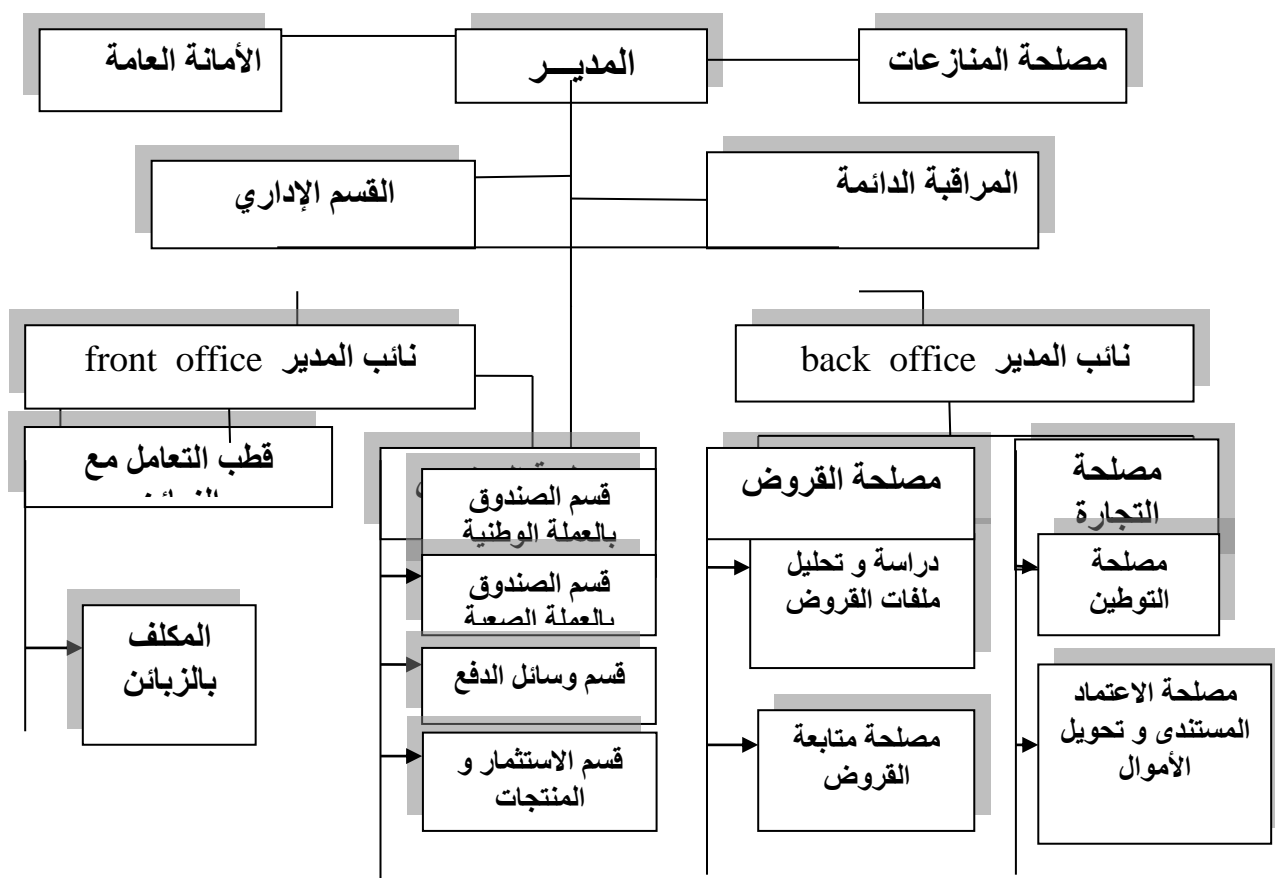 مصلحة المنازعات
المديـــر
الأمانة العامة
المراقبة الدائمة
القسم الإداري
نائب المدير back office
نائب المدير front office
مصلحة
التجارة
مصلحة القروض
قطب التعامل مع
مصلحة
التوطين
دراسة و تحليل
ملفات القروض
قسم الصندوق
بالعملة الوطنية
قسم الصندوق
بالعملة الصعبة
المكلف
بالزبائن
قسم وسائل الدفع
مصلحة الاعتماد
المستندى و تحويل
الأموال
مصلحة متابعة
القروض
قسم الاستثمار و
المنتجات